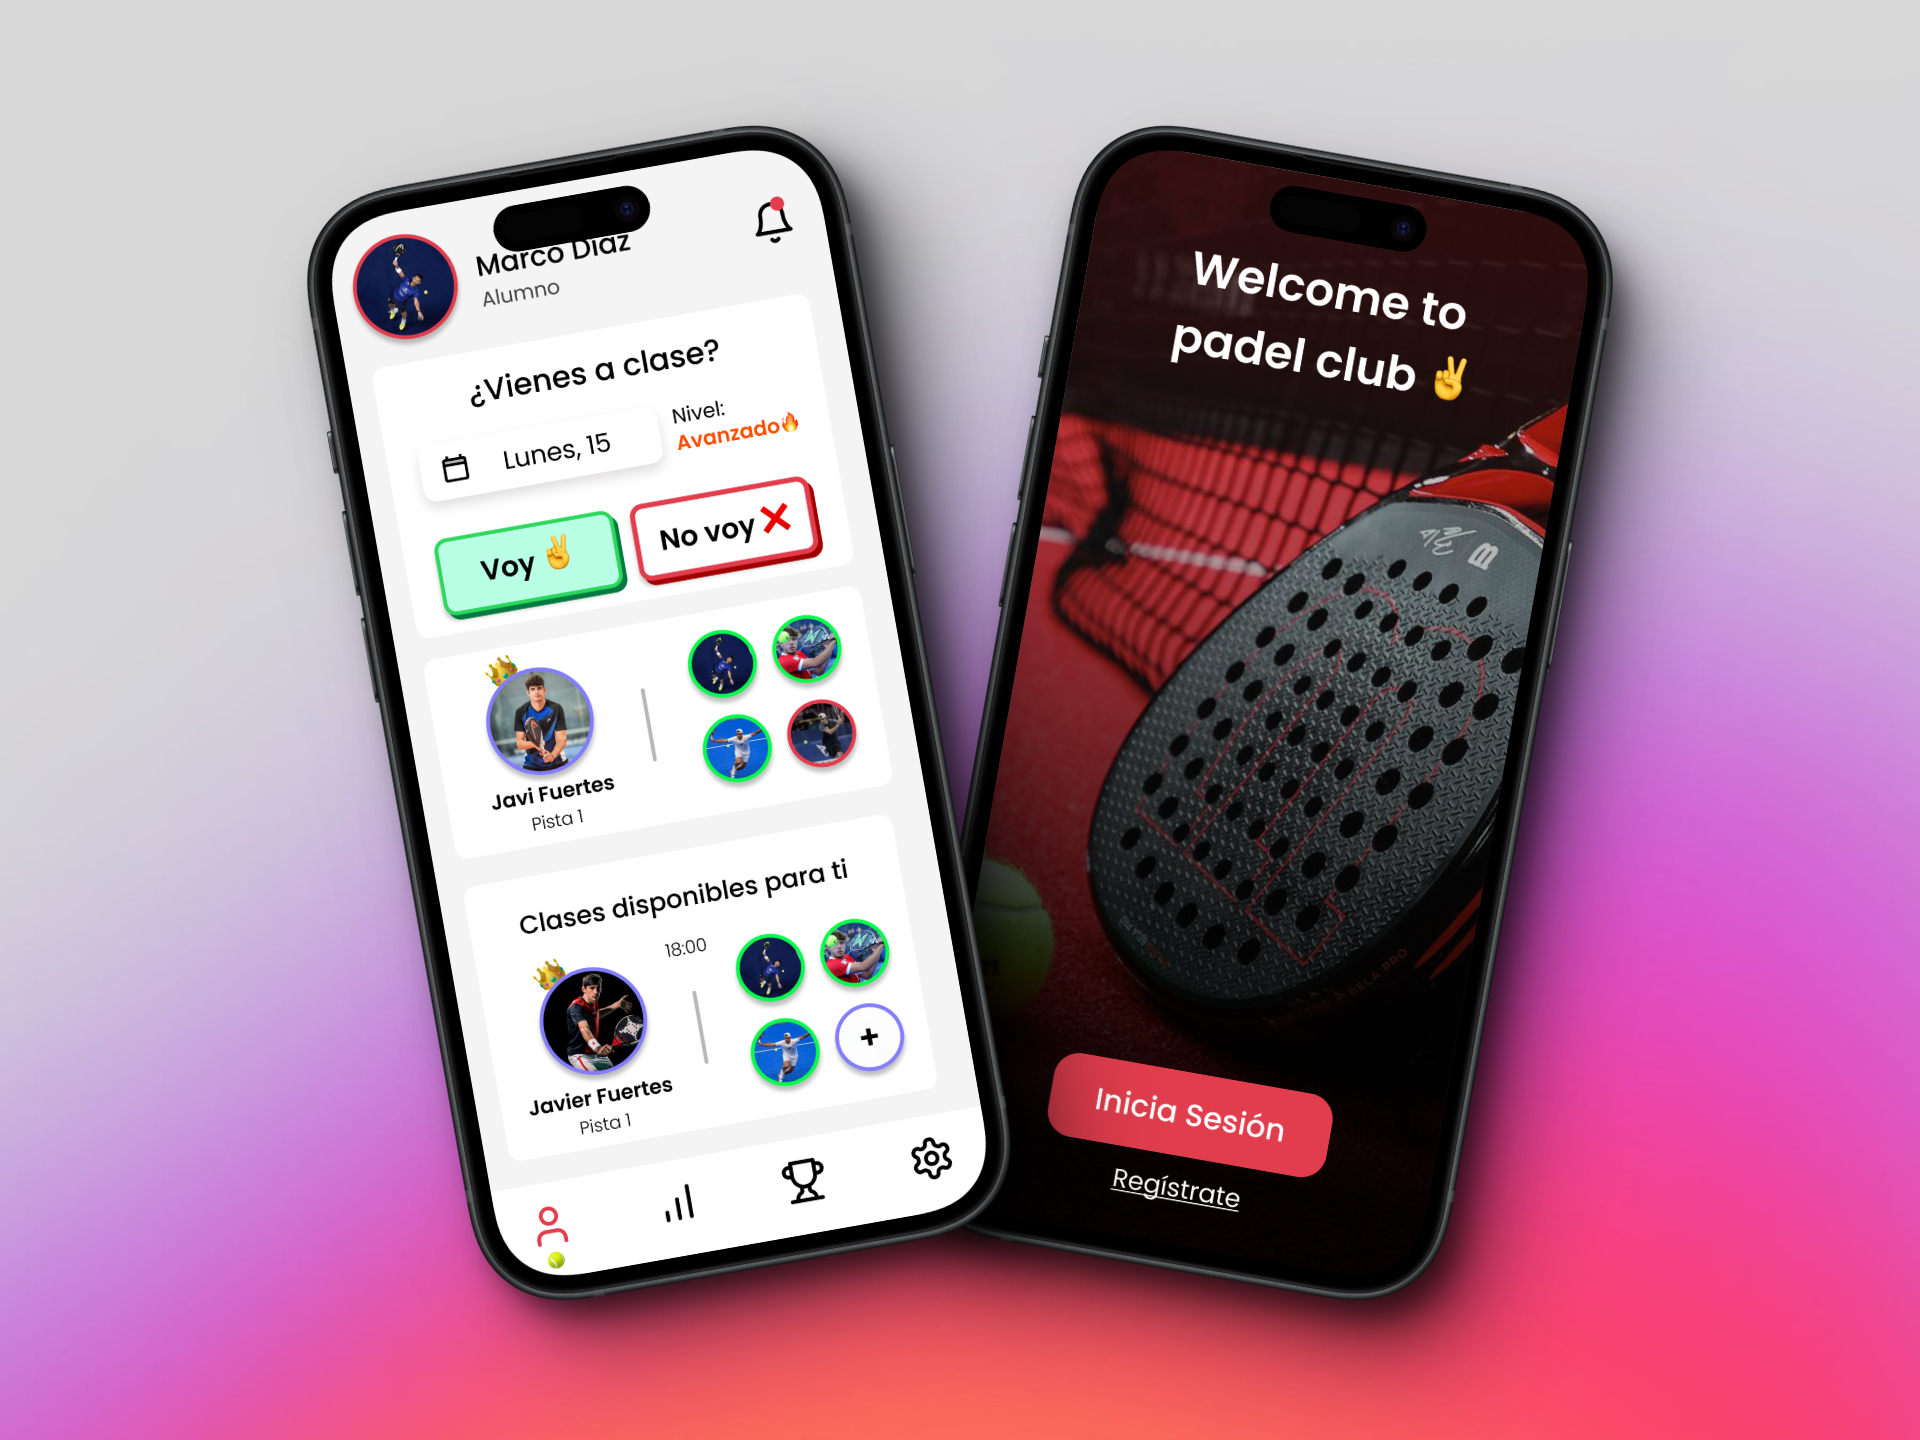 Marco Díaz
Alumno
¿Vienes a clase?
Lunes, 15
Nivel:
Avanzado🔥
Voy ✌️
No voy ❌
Javi Fuertes
Pista 1
Clases disponibles para ti
18:00
Javier Fuertes
Pista 1
+
Welcome to
padel club ✌️
Inicia Sesión
Regístrate